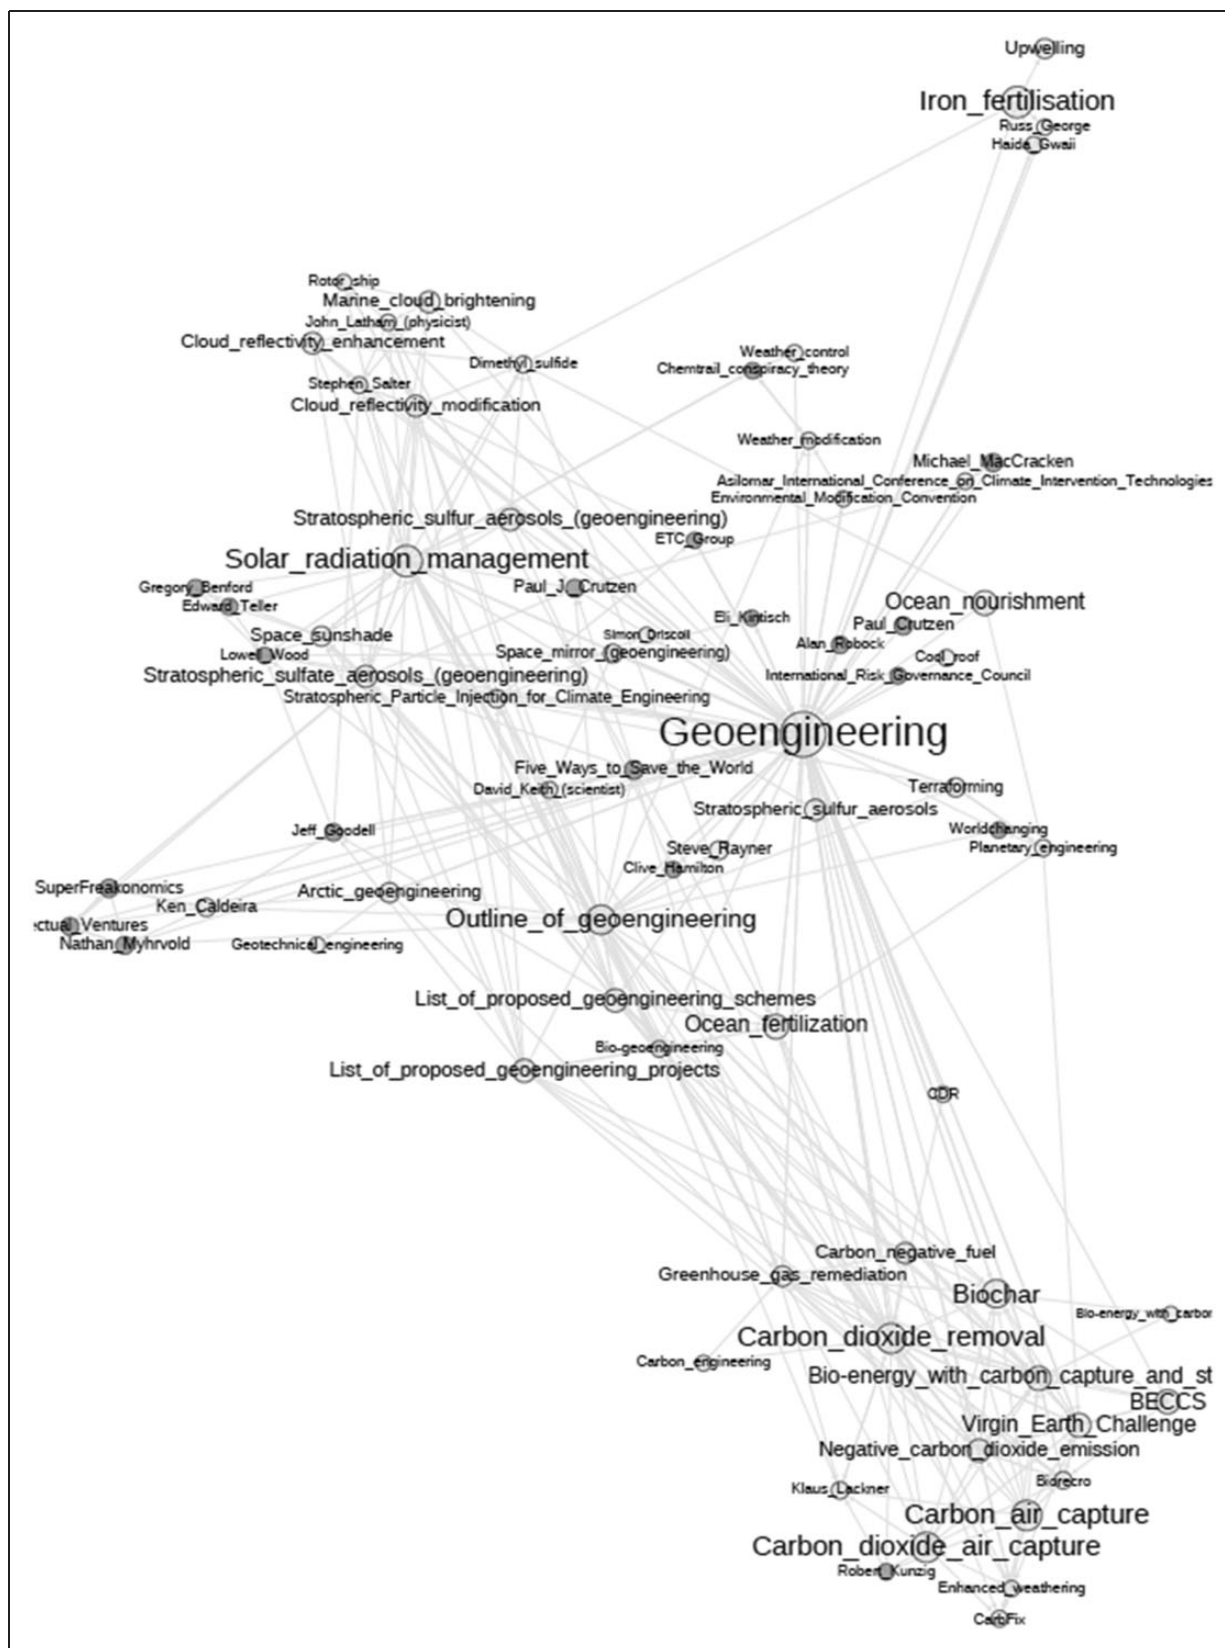 Upwelling
Iron_fertilisation
Russ_George
Haida_Gwaii
Rotor_ship
Marine_cloud_brightening
John_Latham_(physicist)
Cloud_reflectivity_enhancement
Weather_control
Dimethyl_sulfide
Chemtrail_conspiracy_theory
Stephen_Salter
Cloud_reflectivity_modification
Weather_modification
Michael_MacCracken
Asilomar_International_Conference_on_Climate_Intervention_Technologies
Environmental_Modification_Convention
Stratospheric_sulfur_aerosols_(geoengineering)
ETC_Group
Solar_radiation_management
Gregory_Benford
Paul_J._Crutzen
Ocean_nourishment
Edward_Teller
Eli_Kintisch
Paul_Crutzen
Space_sunshade
Simon_Driscoll
Alan_Robock
Lowell_Wood
Space_mirror_(geoengineering)
Cool_roof
Stratospheric_sulfate_aerosols_(geoengineering)
International_Risk_Governance_Council
Stratospheric_Particle_Injection_for_Climate_Engineering
Geoengineering
Five_Ways_to_Save_the_World
David_Keith_(scientist)
Terraforming
Stratospheric_sulfur_aerosols
Jeff_Goodell
Worldchanging
Steve_Rayner
Planetary_engineering
Clive_Hamilton
SuperFreakonomics
Arctic_geoengineering
Ken_Caldeira
Outline_of_geoengineering
ectual_Ventures
Nathan_Myhrvold
Geotechnical_engineering
List_of_proposed_geoengineering_schemes
Ocean_fertilization
Bio-geoengineering
List_of_proposed_geoengineering_projects
CDR
Carbon_negative_fuel
Greenhouse_gas_remediation
Biochar
Bio-energy_with_carbor
Carbon_dioxide_removal
Carbon_engineering
Bio-energy_with_carbon_capture_and_st
BECCS
Virgin_Earth_Challenge
Negative_carbon_dioxide_emission
Biorecro
Klaus_Lackner
Carbon_air_capture
Carbon_dioxide_air_capture
Robert_Kunzig
Enhanced_weathering
CarbFix